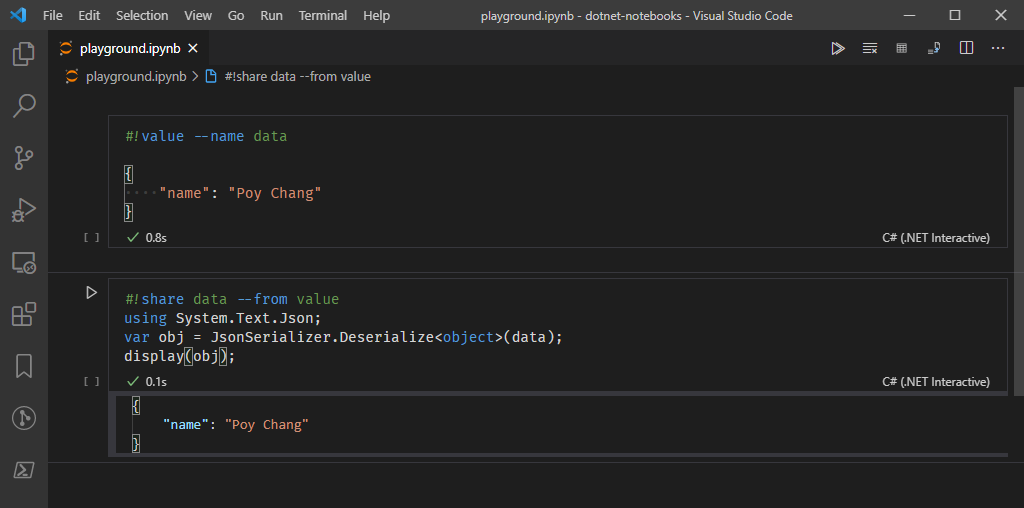 File Edit Selection View Go Run Terminal Help playground.ipynb - dotnet-notebooks - Visual Studio Code
playground.ipynb
playground.ipynb > #!share data --from value
#!value --name data
{
"name": "Poy Chang"
}
[ ] 0.8s C# (.NET Interactive)
#!share data --from value
using System.Text.Json;
var obj = JsonSerializer.Deserialize<object>(data);
display(obj);
[ ] 0.1s C# (.NET Interactive)
{
"name": "Poy Chang"
}